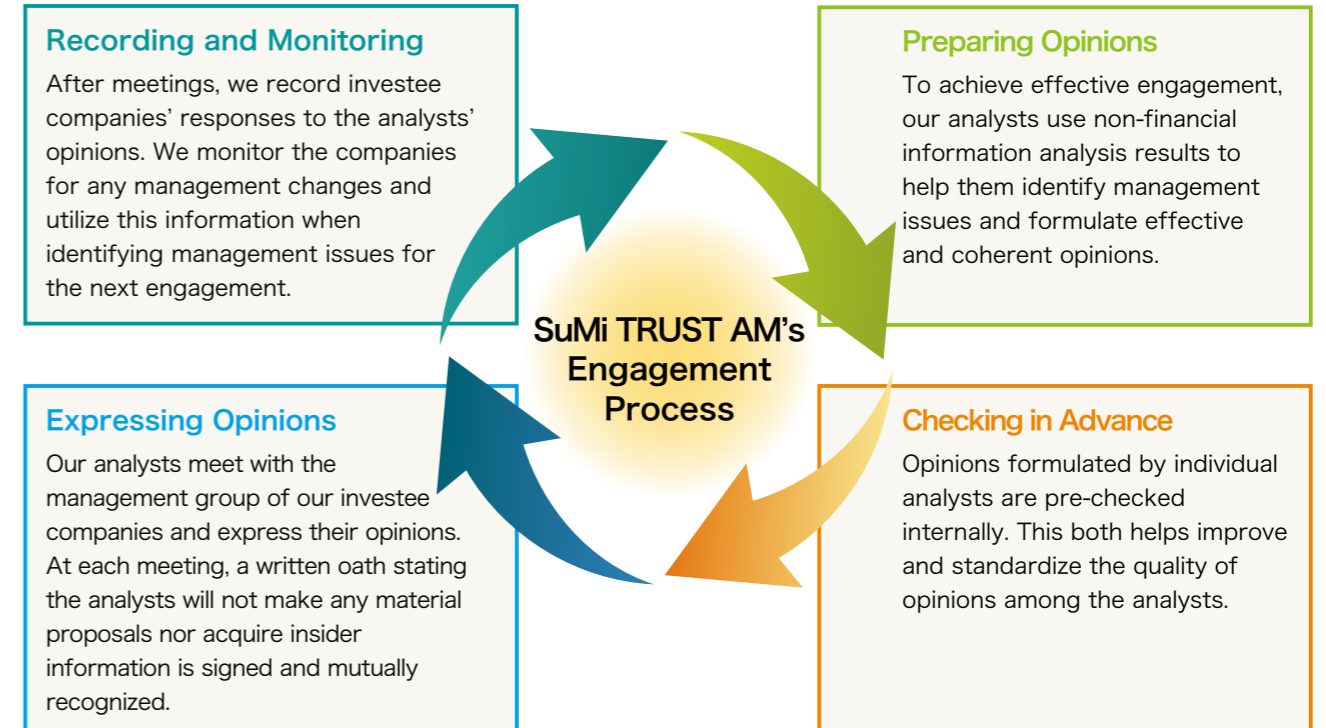 Recording and Monitoring
After meetings, we record investee
companies’ responses to the analysts’
opinions. We monitor the companies
for any management changes and
utilize this information when
identifying management issues for
the next engagement.
Preparing Opinions
To achieve effective engagement,
our analysts use non-financial
information analysis results to
help them identify management
issues and formulate effective
and coherent opinions.
SuMi TRUST AM’s
Engagement
Process
Expressing Opinions
Our analysts meet with the
management group of our investee
companies and express their opinions.
At each meeting, a written oath stating
the analysts will not make any material
proposals nor acquire insider
information is signed and mutually
recognized.
Checking in Advance
Opinions formulated by individual
analysts are pre-checked
internally. This both helps improve
and standardize the quality of
opinions among the analysts.